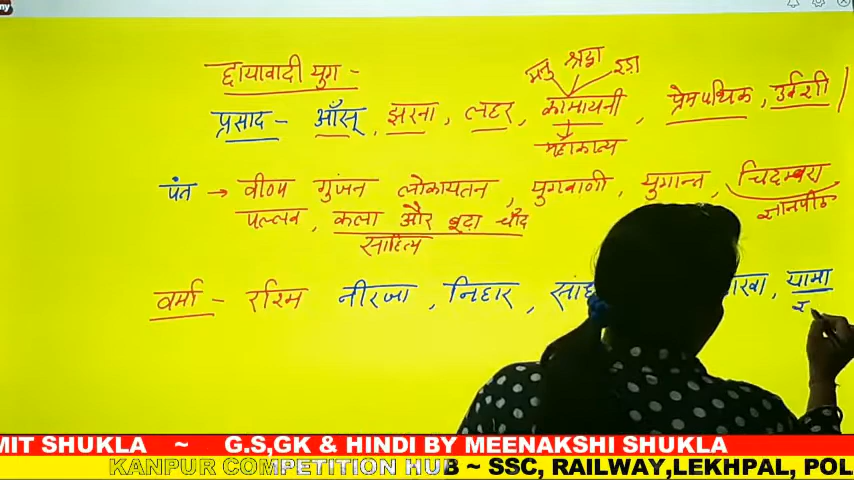 छायावादी युग -
मनु श्रद्धा इड़ा
प्रसाद - आँसू, झरना, लहर, कामायनी, प्रेमपथिक, उर्वशी
महाकाव्य
पंत → वीणा गुंजन लोकायतन, युगवाणी, युगान्त, चिदम्बरा
पल्लव, कला और बूढ़ा चाँद
ज्ञानपीठ
साहित्य
वर्मा - रश्मि नीरजा, निहार, यामा
MIT SHUKLA ~ G.S,GK & HINDI BY MEENAKSHI SHUKLA
KANPUR COMPETITION HUB ~ SSC, RAILWAY,LEKHPAL, POL